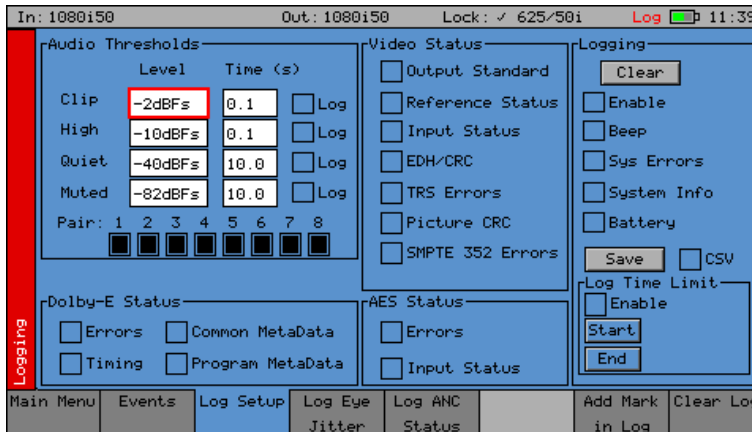 In: 1080i50 Out: 1080i50 Lock: ✓ 625/50i Log 11:39
Audio Thresholds
Level Time (s)
Clip -2dBFs 0.1 Log
High -10dBFs 0.1 Log
Quiet -40dBFs 10.0 Log
Muted -82dBFs 10.0 Log
Pair: 1 2 3 4 5 6 7 8
Video Status
Output Standard
Reference Status
Input Status
EDH/CRC
TRS Errors
Picture CRC
SMPTE 352 Errors
Logging
Clear
Enable
Beep
Sys Errors
System Info
Battery
Save CSV
Log Time Limit
Enable
Start
End
Dolby-E Status
Errors Common MetaData
Timing Program MetaData
AES Status
Errors
Input Status
Logging
Main Menu
Events
Log Setup
Log Eye
Jitter
Log ANC
Status
Add Mark
in Log
Clear Lo